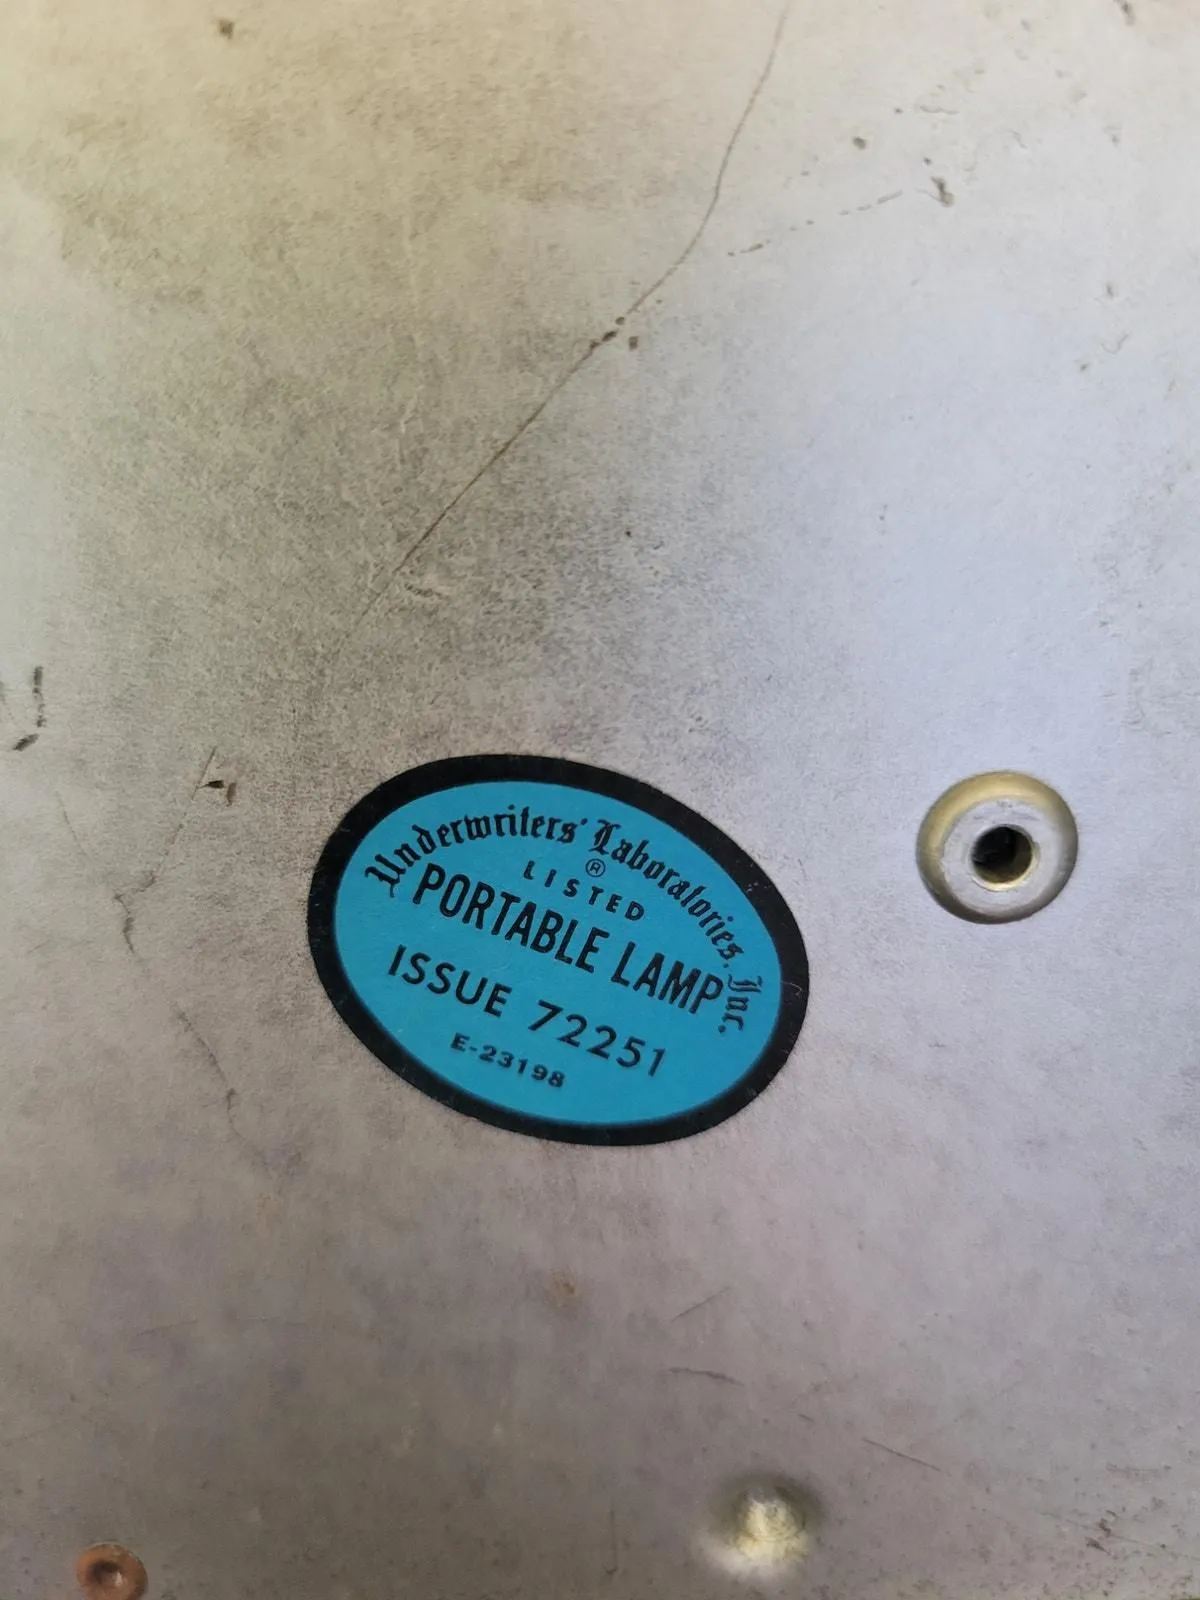 Underwriters' Laboratories, Inc.
®
LISTED
PORTABLE LAMP
ISSUE 72251
E-23198